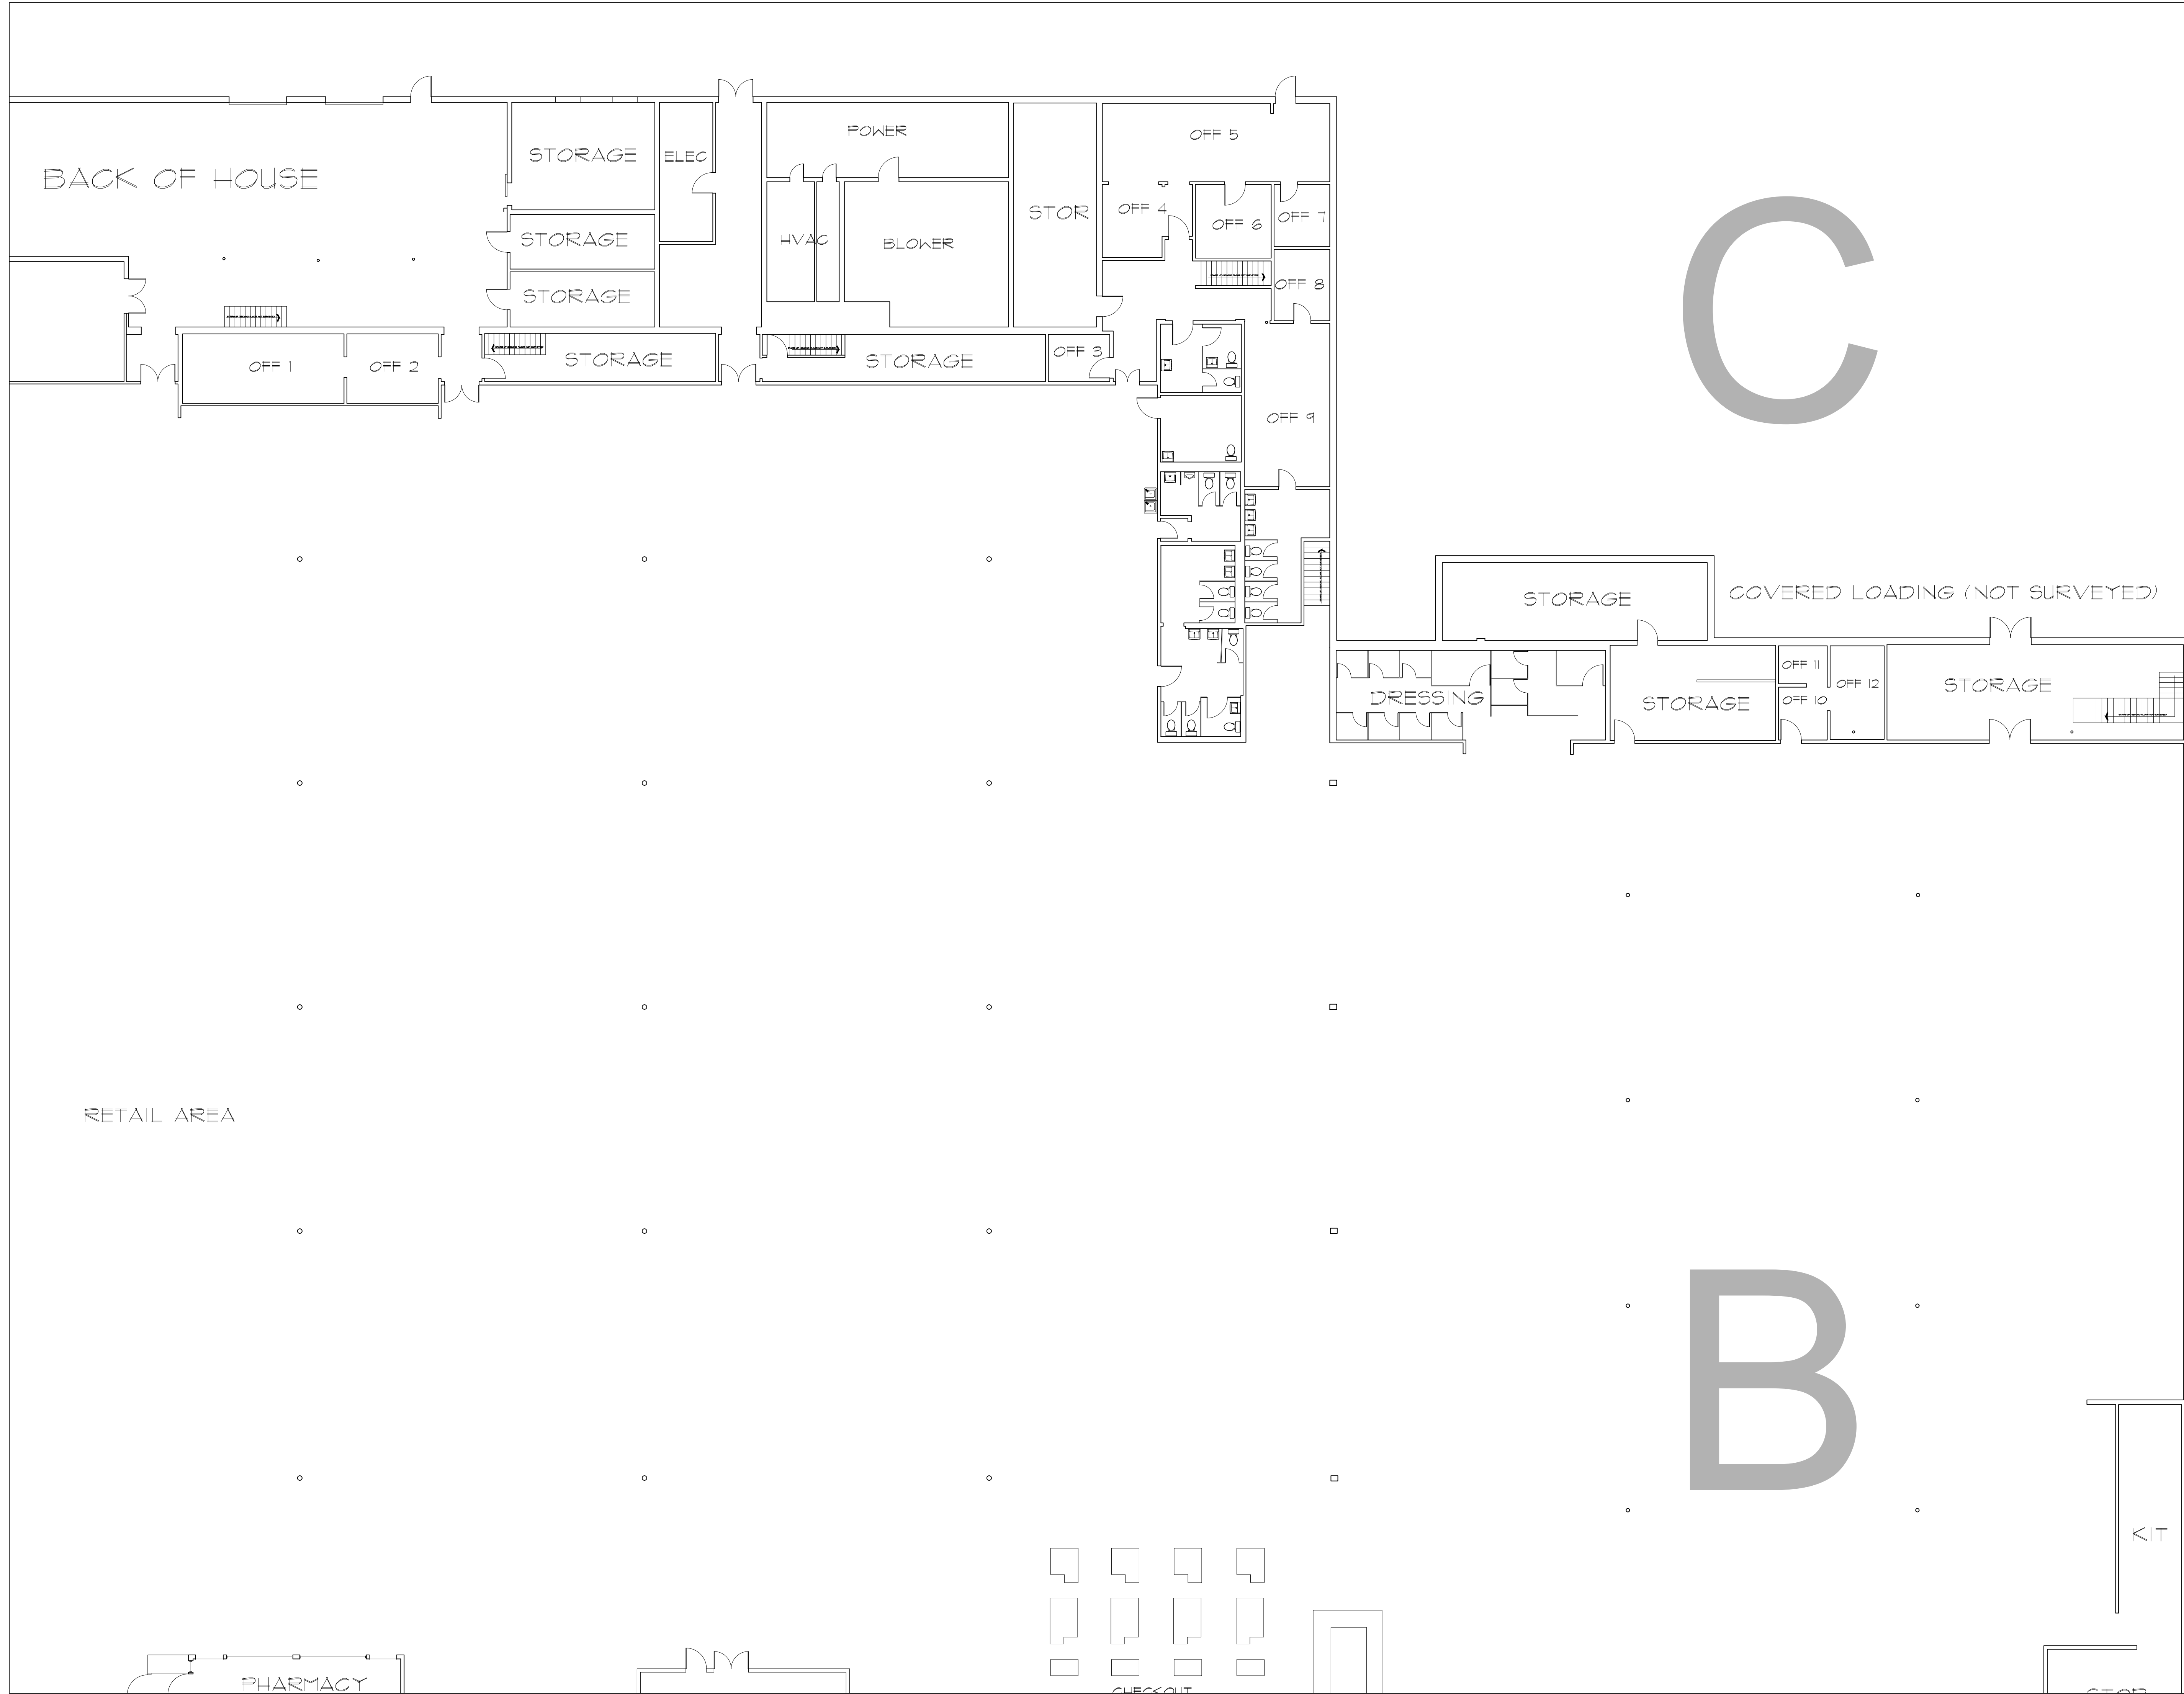 POWER
OFF 5
STORAGE
ELEC
BACK OF HOUSE
OFF 4
STOR
OFF 7
OFF 6
STORAGE
HVAC
BLOWER
OFF 8
STORAGE
C
OFF 3
STORAGE
STORAGE
OFF 1
OFF 2
OFF 9
COVERED LOADING (NOT SURVEYED)
STORAGE
OFF 11
OFF 12
STORAGE
DRESSING
OFF 10
STORAGE
RETAIL AREA
B
KIT
PHARMACY
CHECKOUT
STOR